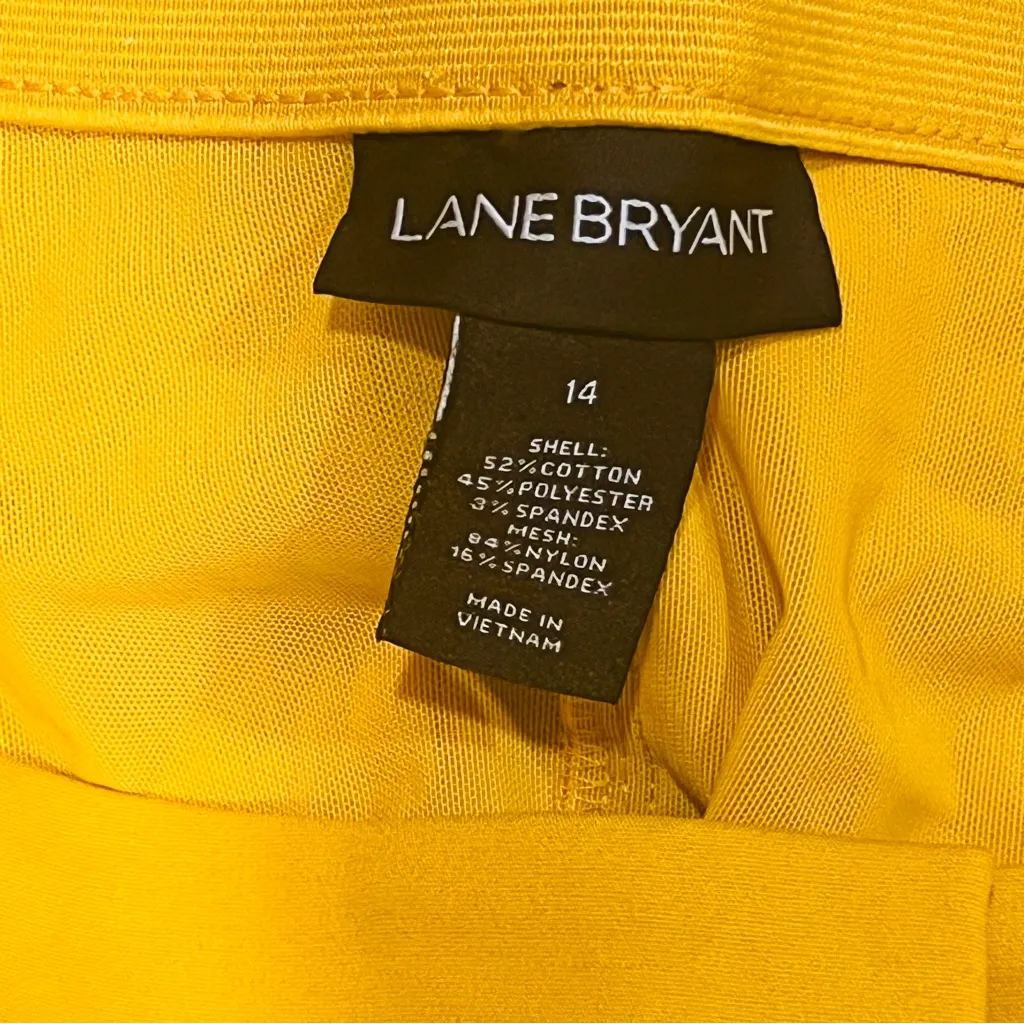 LANE BRYANT
14
SHELL:
52%COTTON
45%POLYESTER
3%SPANDEX
MESH:
84%NYLON
16%SPANDEX
MADE IN
VIETNAM